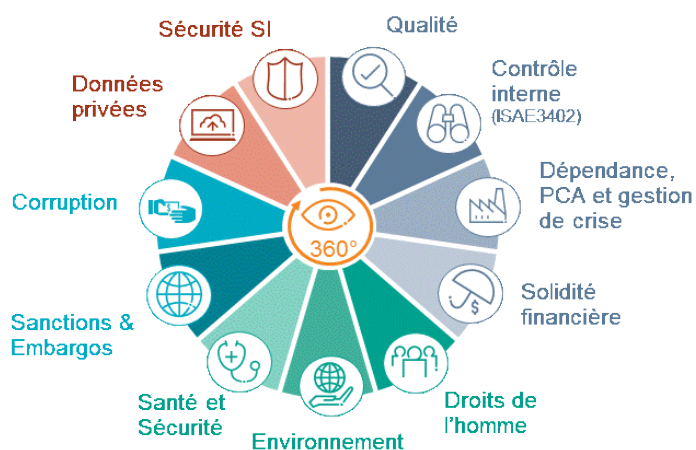 Sécurité SI
Qualité
Données
privées
Contrôle
interne
(ISAE3402)
Corruption
Dépendance,
PCA et gestion
de crise
360°
Sanctions &
Embargos
$
Solidité
financière
Santé et
Sécurité
Environnement
Droits de
l'homme